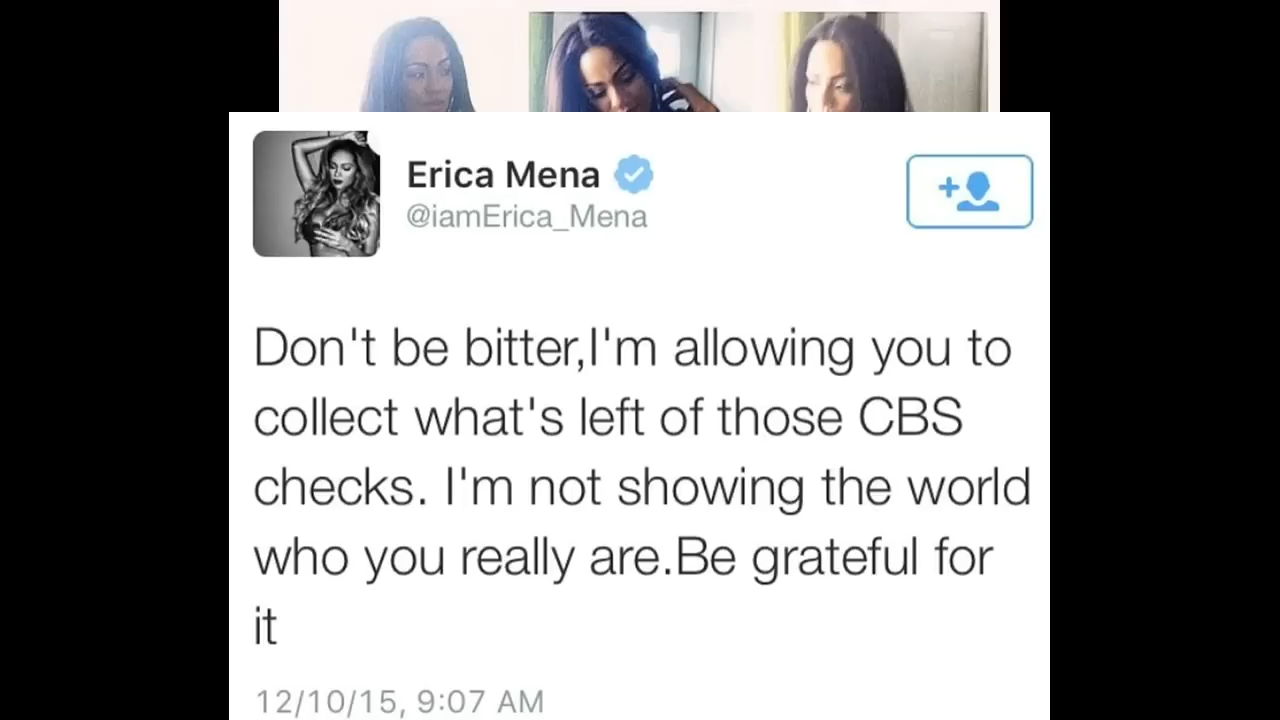 Erica Mena
@iamErica_Mena
Don't be bitter,I'm allowing you to
collect what's left of those CBS
checks. I'm not showing the world
who you really are.Be grateful for
it
12/10/15, 9:07 AM